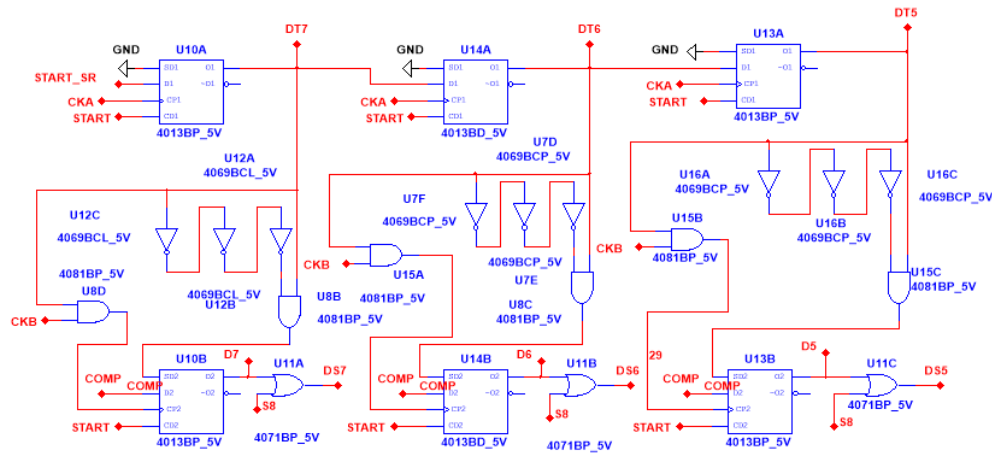 DT7
DT6
DT5
GND
U10A
GND
U14A
GND
U13A
SD1 O1
SD1 O1
SD1 O1
START_SR
D1 ~O1
D1 ~O1
D1 ~O1
CKA
CP1
CKA
CP1
CKA
CP1
START
CD1
START
CD1
START
CD1
4013BP_5V
4013BD_5V
4013BP_5V
U12A
4069BCL_5V
U7D
4069BCP_5V
U12C
4069BCL_5V
U7F
4069BCP_5V
U16A
4069BCP_5V
U16C
4069BCP_5V
U15B
U16B
4069BCP_5V
CKB
4081BP_5V
4081BP_5V
U8D
CKB
U15A
4081BP_5V
4069BCP_5V
U7E
U15C
4081BP_5V
4069BCL_5V
U12B
U8B
4081BP_5V
U8C
4081BP_5V
CKB
U10B
D7
U11A
U14B
D6
U11B
29
U13B
D5
U11C
COMP
COMP
SD2 O2
D2 ~O2
CP2
CD2
DS7
COMP
COMP
SD2 O2
D2 ~O2
CP2
CD2
DS6
COMP
COMP
SD2 O2
D2 ~O2
CP2
CD2
DS5
S8
S8
S8
4071BP_5V
START
START
START
4013BP_5V
4071BP_5V
4013BD_5V
4071BP_5V
4013BP_5V